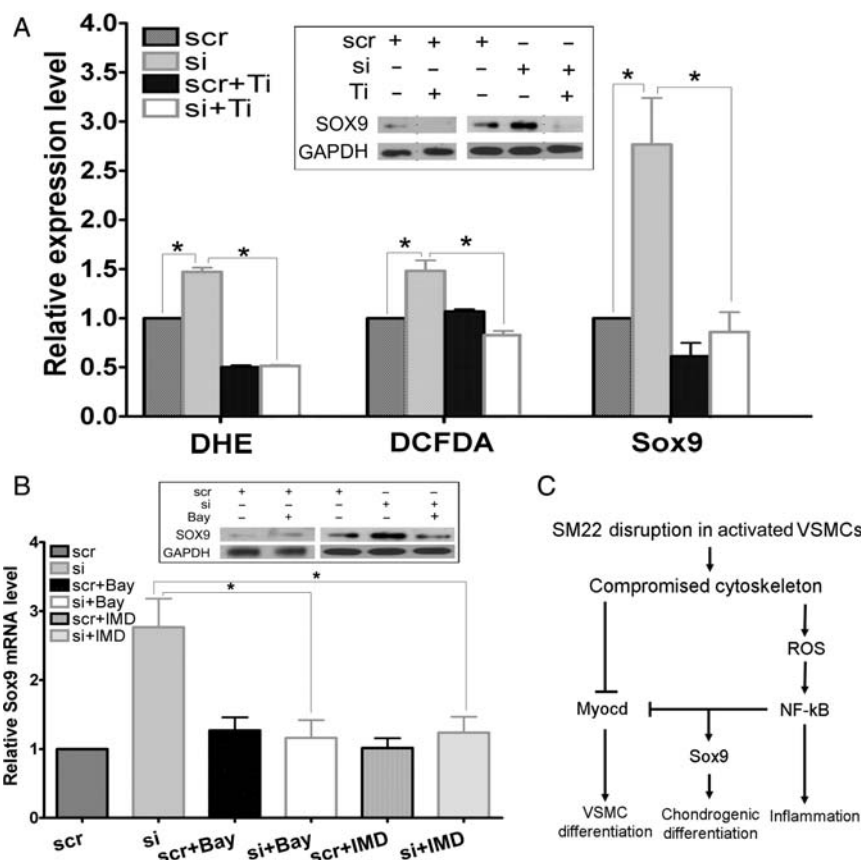 A
Relative expression level
4.0
3.5
3.0
2.5
2.0
1.5
1.0
0.5
0.0
scr
si
scr+Ti
si+Ti
scr + + + – –
si – – – + +
Ti – + – – +
SOX9
GAPDH
* * * * * *
DHE DCFDA Sox9
B
Relative Sox9 mRNA level
4
3
2
1
0
scr
si
scr+Bay
si+Bay
scr+IMD
si+IMD
scr + + + – –
si – – – + +
Bay – + – – +
SOX9
GAPDH
* *
scr si scr+Bay si+Bay scr+IMD si+IMD
C
SM22 disruption in activated VSMCs
Compromised cytoskeleton
ROS
Myocd NF-kB
Sox9
VSMC Chondrogenic Inflammation
differentiation differentiation